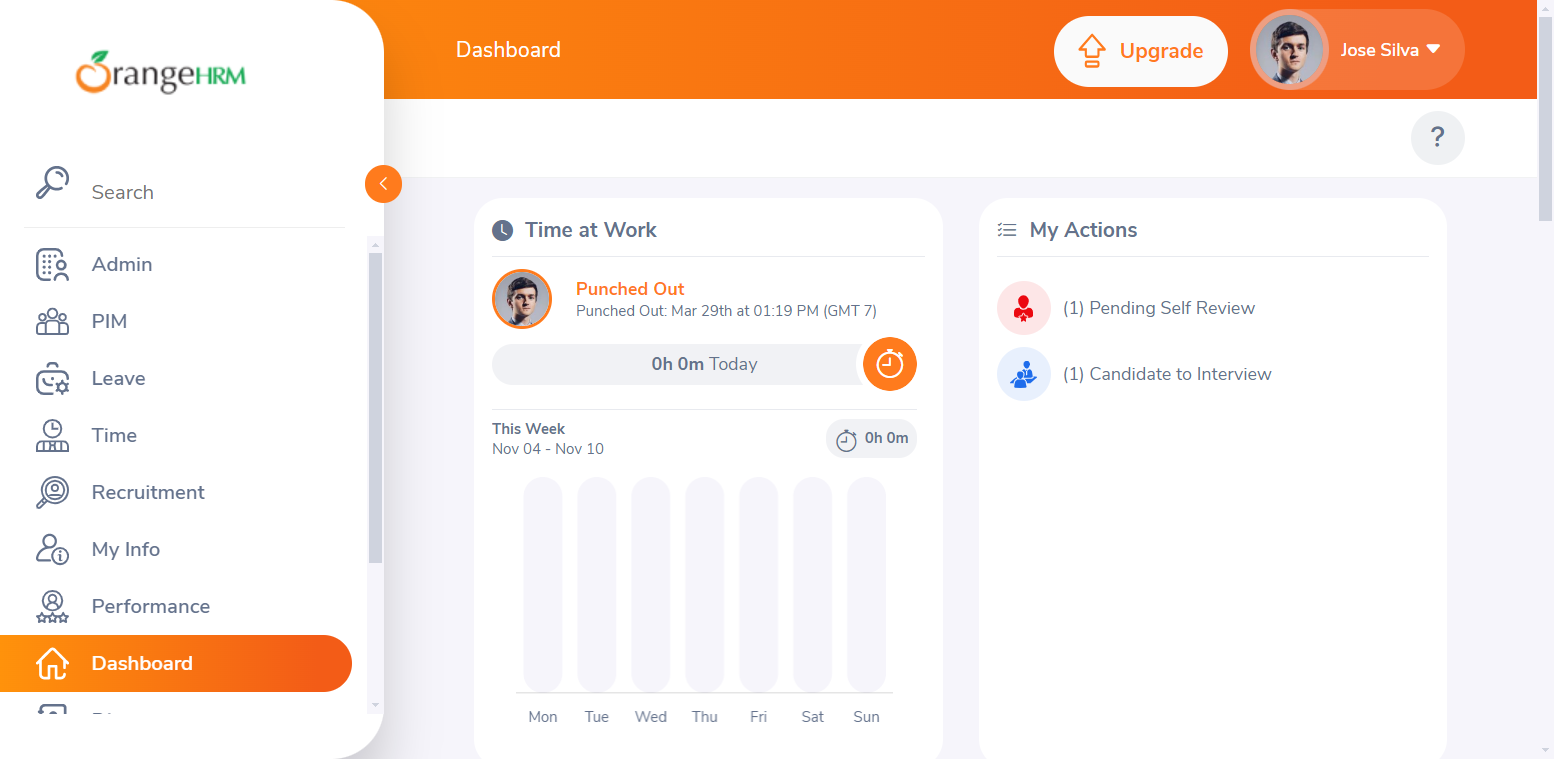 OrangeHRM
Search
Admin
PIM
Leave
Time
Recruitment
My Info
Performance
Dashboard
Dashboard
Upgrade
Jose Silva
?
Time at Work
Punched Out
Punched Out: Mar 29th at 01:19 PM (GMT 7)
0h 0m Today
This Week
Nov 04 - Nov 10
0h 0m
Mon Tue Wed Thu Fri Sat Sun
My Actions
(1) Pending Self Review
(1) Candidate to Interview